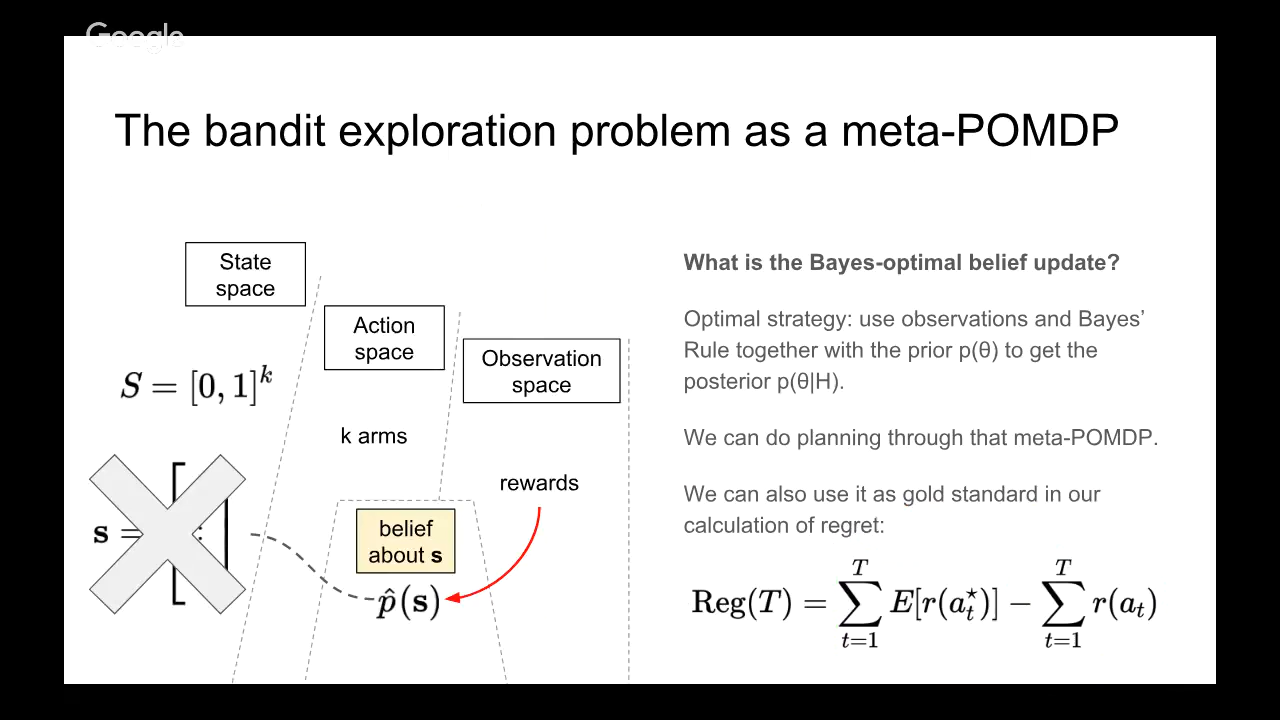 Google
The bandit exploration problem as a meta-POMDP
State
space
Action
space
Observation
space
S = [0, 1]^k
k arms
rewards
s =
belief
about s
p̂(s)
What is the Bayes-optimal belief update?
Optimal strategy: use observations and Bayes’
Rule together with the prior p(θ) to get the
posterior p(θ|H).
We can do planning through that meta-POMDP.
We can also use it as gold standard in our
calculation of regret:
Reg(T) = \sum_{t=1}^{T} E[r(a_t^⋆)] − \sum_{t=1}^{T} r(a_t)